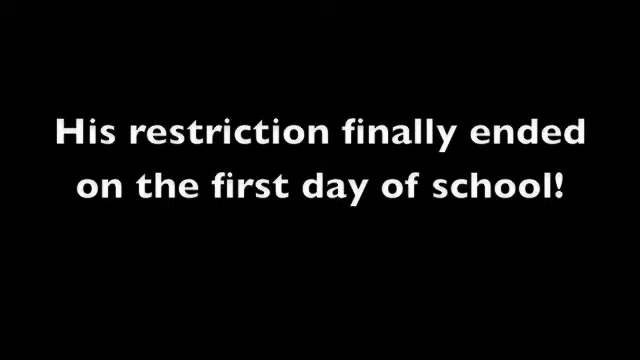 His restriction finally ended
on the first day of school!